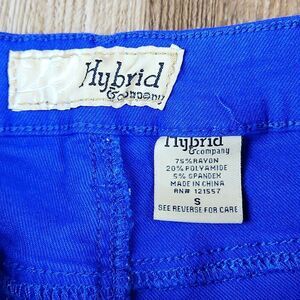 Hybrid
& company
Hybrid
& company
75% RAYON
20% POLYAMIDE
5% SPANDEX
MADE IN CHINA
RN# 121557
S
SEE REVERSE FOR CARE